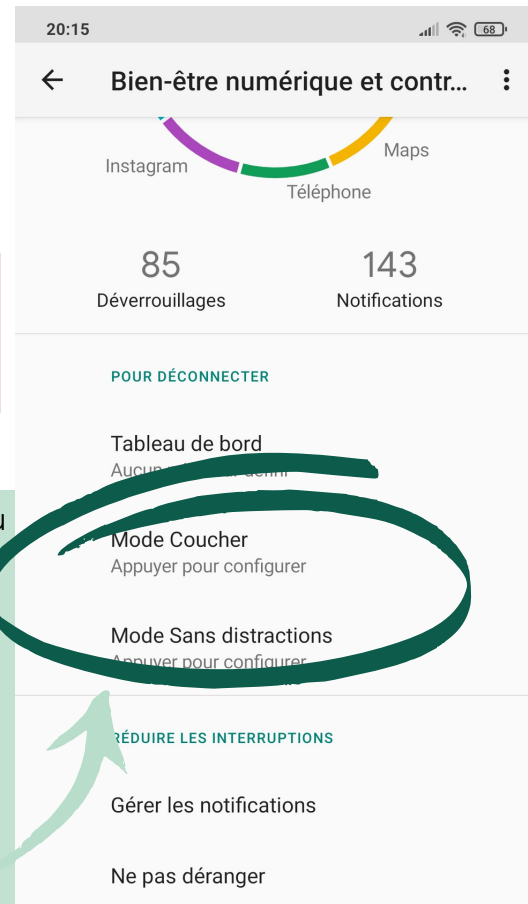 20:15
68
Bien-être numérique et contr...
Maps
Instagram
Téléphone
85
143
Déverrouillages
Notifications
POUR DÉCONNECTER
Tableau de bord
Mode Coucher
Appuyer pour configurer
Mode Sans distractions
Appuyer pour configurer
RÉDUIRE LES INTERRUPTIONS
Gérer les notifications
Ne pas déranger